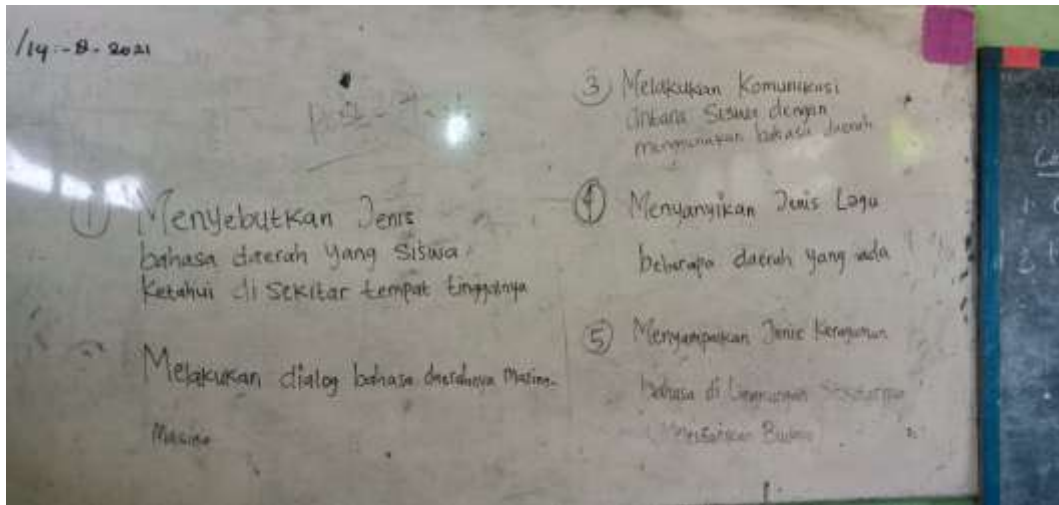 /14-8-2021
① Menyebutkan Jenis
bahasa daerah yang siswa
Ketahui di sekitar tempat tinggalnya
Melakukan dialog bahasa daerahnya masing-
Masing
③ Melakukan Komunikasi
antara Siswa dengan
menggunakan bahasa daerah
④ Menyanyikan Jenis Lagu
beberapa daerah yang ada
⑤ Menyampaikan Jenis Keragaman
bahasa di Lingkungan